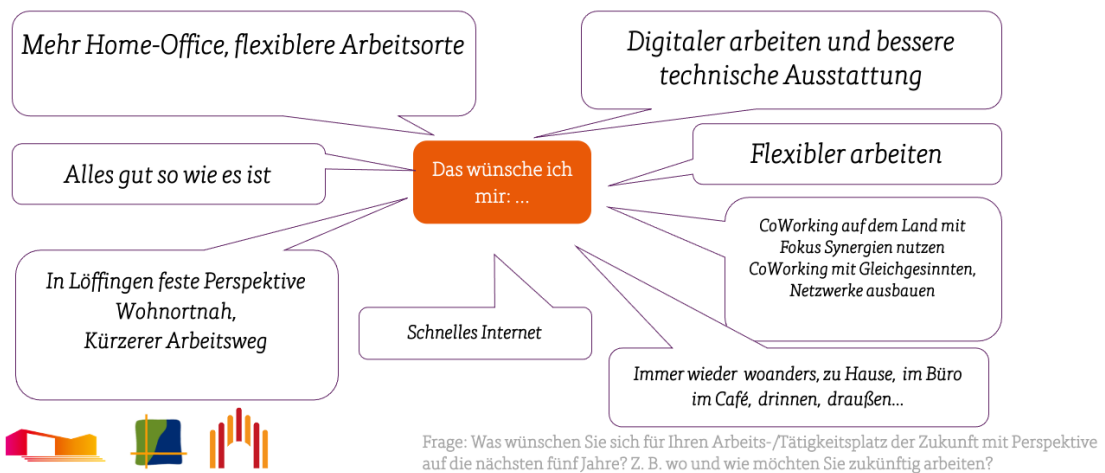 Mehr Home-Office, flexiblere Arbeitsorte
Digitaler arbeiten und bessere
technische Ausstattung
Alles gut so wie es ist
Das wünsche ich
mir: ...
Flexibler arbeiten
In Löffingen feste Perspektive
Wohnortnah,
Kürzerer Arbeitsweg
Schnelles Internet
CoWorking auf dem Land mit
Fokus Synergien nutzen
CoWorking mit Gleichgesinnten,
Netzwerke ausbauen
Immer wieder woanders, zu Hause, im Büro
im Café, drinnen, draußen...
Frage: Was wünschen Sie sich für Ihren Arbeits-/Tätigkeitsplatz der Zukunft mit Perspektive
auf die nächsten fünf Jahre? Z. B. wo und wie möchten Sie zukünftig arbeiten?